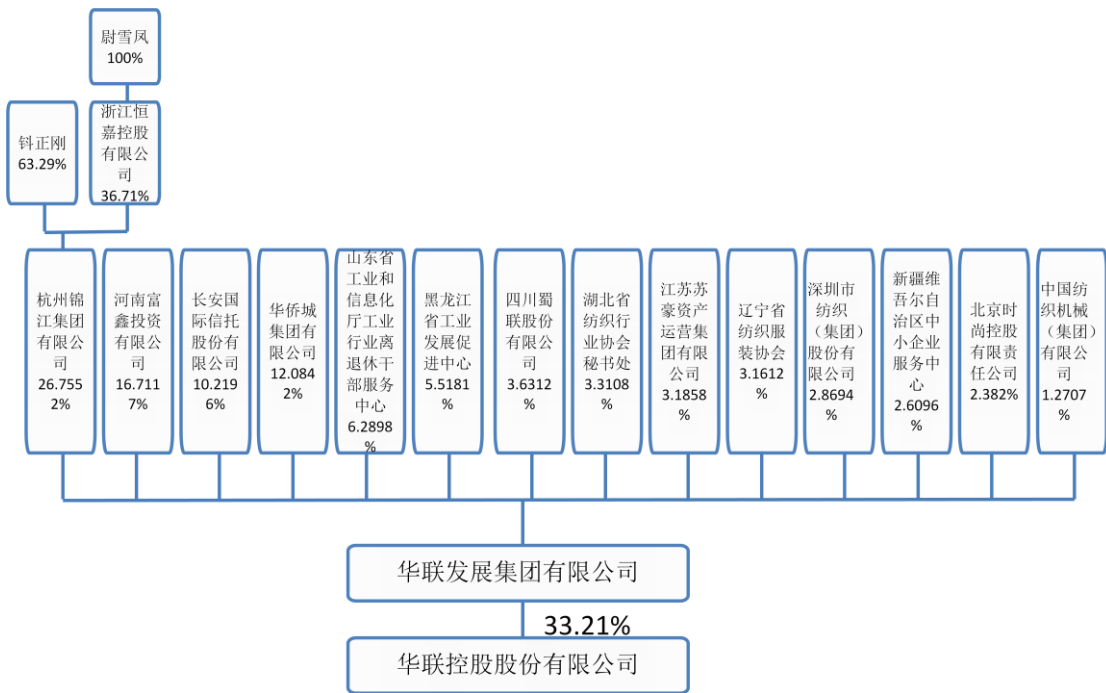 尉雪凤
100%
钭正刚
63.29%
浙江恒
嘉控股
有限公
司
36.71%
杭州锦
江集团
有限公
司
26.755
2%
河南富
鑫投资
有限公
司
16.711
7%
长安国
际信托
股份有
限公司
10.219
6%
华侨城
集团有
限公司
12.084
2%
山东省
工业和
信息化
厅工业
行业离
退休干
部服务
中心
6.2898
%
黑龙江
省工业
发展促
进中心
5.5181
%
四川蜀
联股份
有限公
司
3.6312
%
湖北省
纺织行
业协会
秘书处
3.3108
%
江苏苏
豪资产
运营集
团有限
公司
3.1858
%
辽宁省
纺织服
装协会
3.1612
%
深圳市
纺织
（集团）
股份有
限公司
2.8694
%
新疆维
吾尔自
治区中
小企业
服务中
心
2.6096
%
北京时
尚控股
有限责
任公司
2.382%
中国纺
织机械
（集团）
有限公
司
1.2707
%
华联发展集团有限公司
33.21%
华联控股股份有限公司